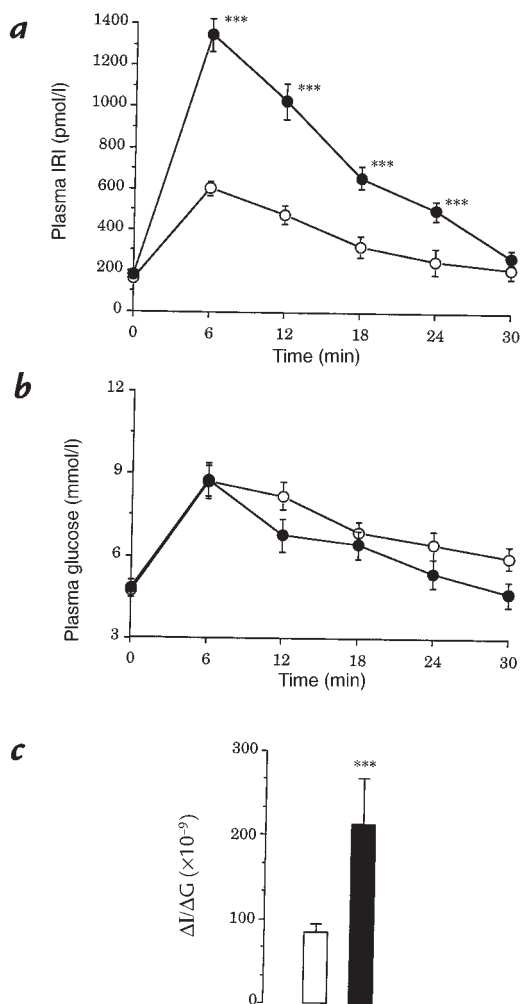 a
1400
1200
1000
800
600
400
200
0
Plasma IRI (pmol/l)
***
***
***
***
0 6 12 18 24 30
Time (min)
b
12
9
6
3
Plasma glucose (mmol/l)
0 6 12 18 24 30
Time (min)
c
300
200
100
0
ΔI/ΔG (×10⁻⁹)
***